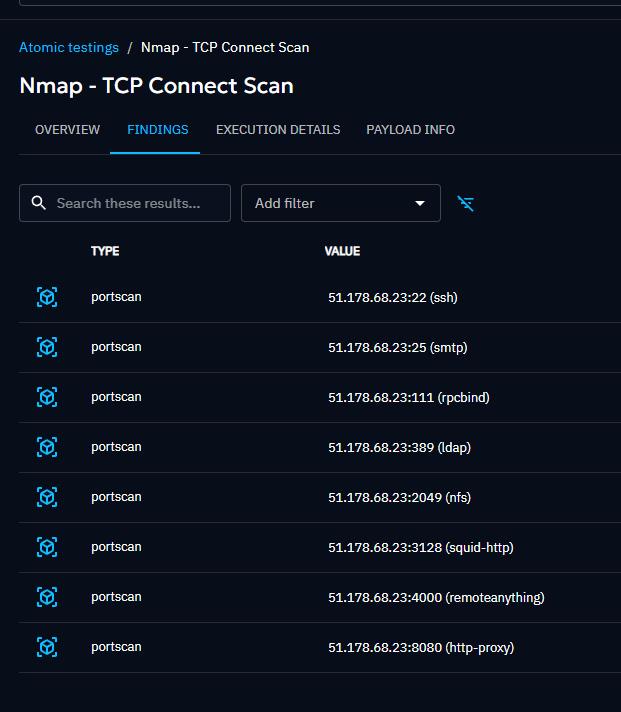 Atomic testings / Nmap - TCP Connect Scan
Nmap - TCP Connect Scan
OVERVIEW FINDINGS EXECUTION DETAILS PAYLOAD INFO
Search these results... Add filter
TYPE VALUE
portscan 51.178.68.23:22 (ssh)
portscan 51.178.68.23:25 (smtp)
portscan 51.178.68.23:111 (rpcbind)
portscan 51.178.68.23:389 (ldap)
portscan 51.178.68.23:2049 (nfs)
portscan 51.178.68.23:3128 (squid-http)
portscan 51.178.68.23:4000 (remoteanything)
portscan 51.178.68.23:8080 (http-proxy)